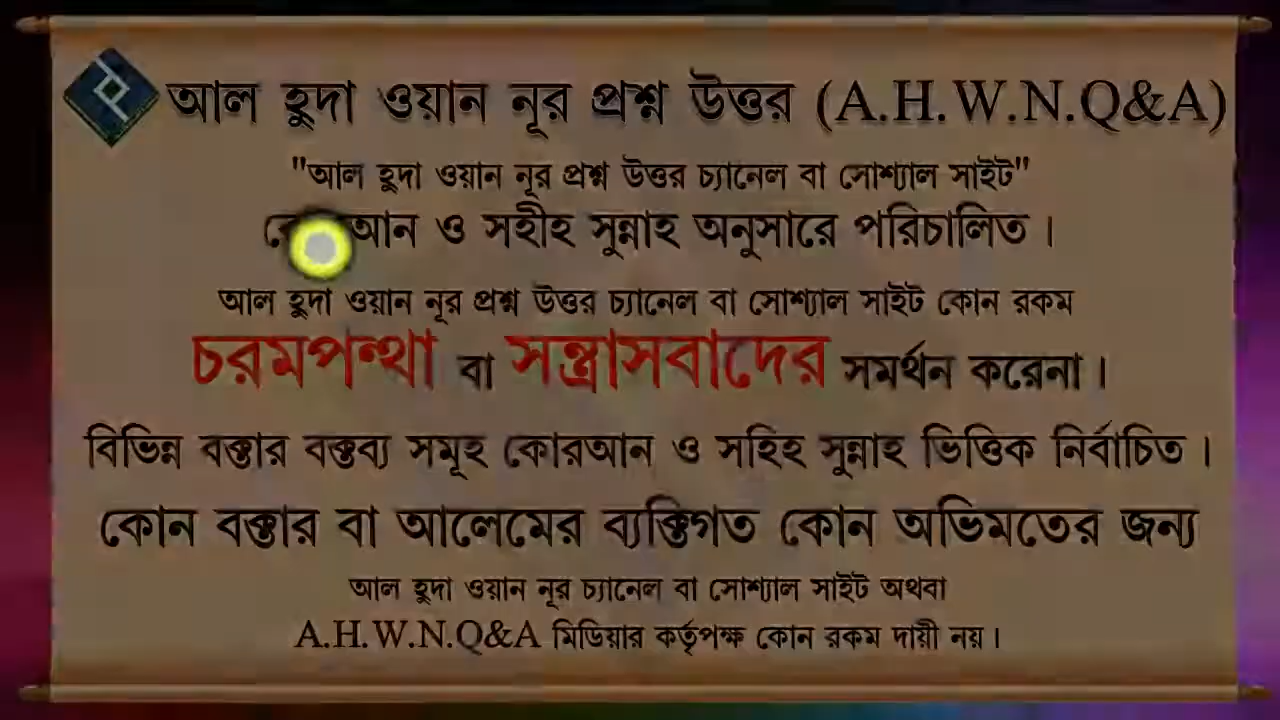 আল হুদা ওয়ান নূর প্রশ্ন উত্তর (A.H.W.N.Q&A)
"আল হুদা ওয়ান নূর প্রশ্ন উত্তর চ্যানেল বা সোশ্যাল সাইট"
ও সহীহ সুন্নাহ অনুসারে পরিচালিত।
আল হুদা ওয়ান নূর প্রশ্ন উত্তর চ্যানেল বা সোশ্যাল সাইট কোন রকম
চরমপন্থা বা সন্ত্রাসবাদের সমর্থন করেনা।
বিভিন্ন বক্তার বক্তব্য সমূহ কোরআন ও সহিহ সুন্নাহ ভিত্তিক নির্বাচিত।
কোন বক্তার বা আলেমের ব্যক্তিগত কোন অভিমতের জন্য
আল হুদা ওয়ান নূর চ্যানেল বা সোশ্যাল সাইট অথবা
A.H.W.N.Q&A মিডিয়ার কর্তৃপক্ষ কোন রকম দায়ী নয়।